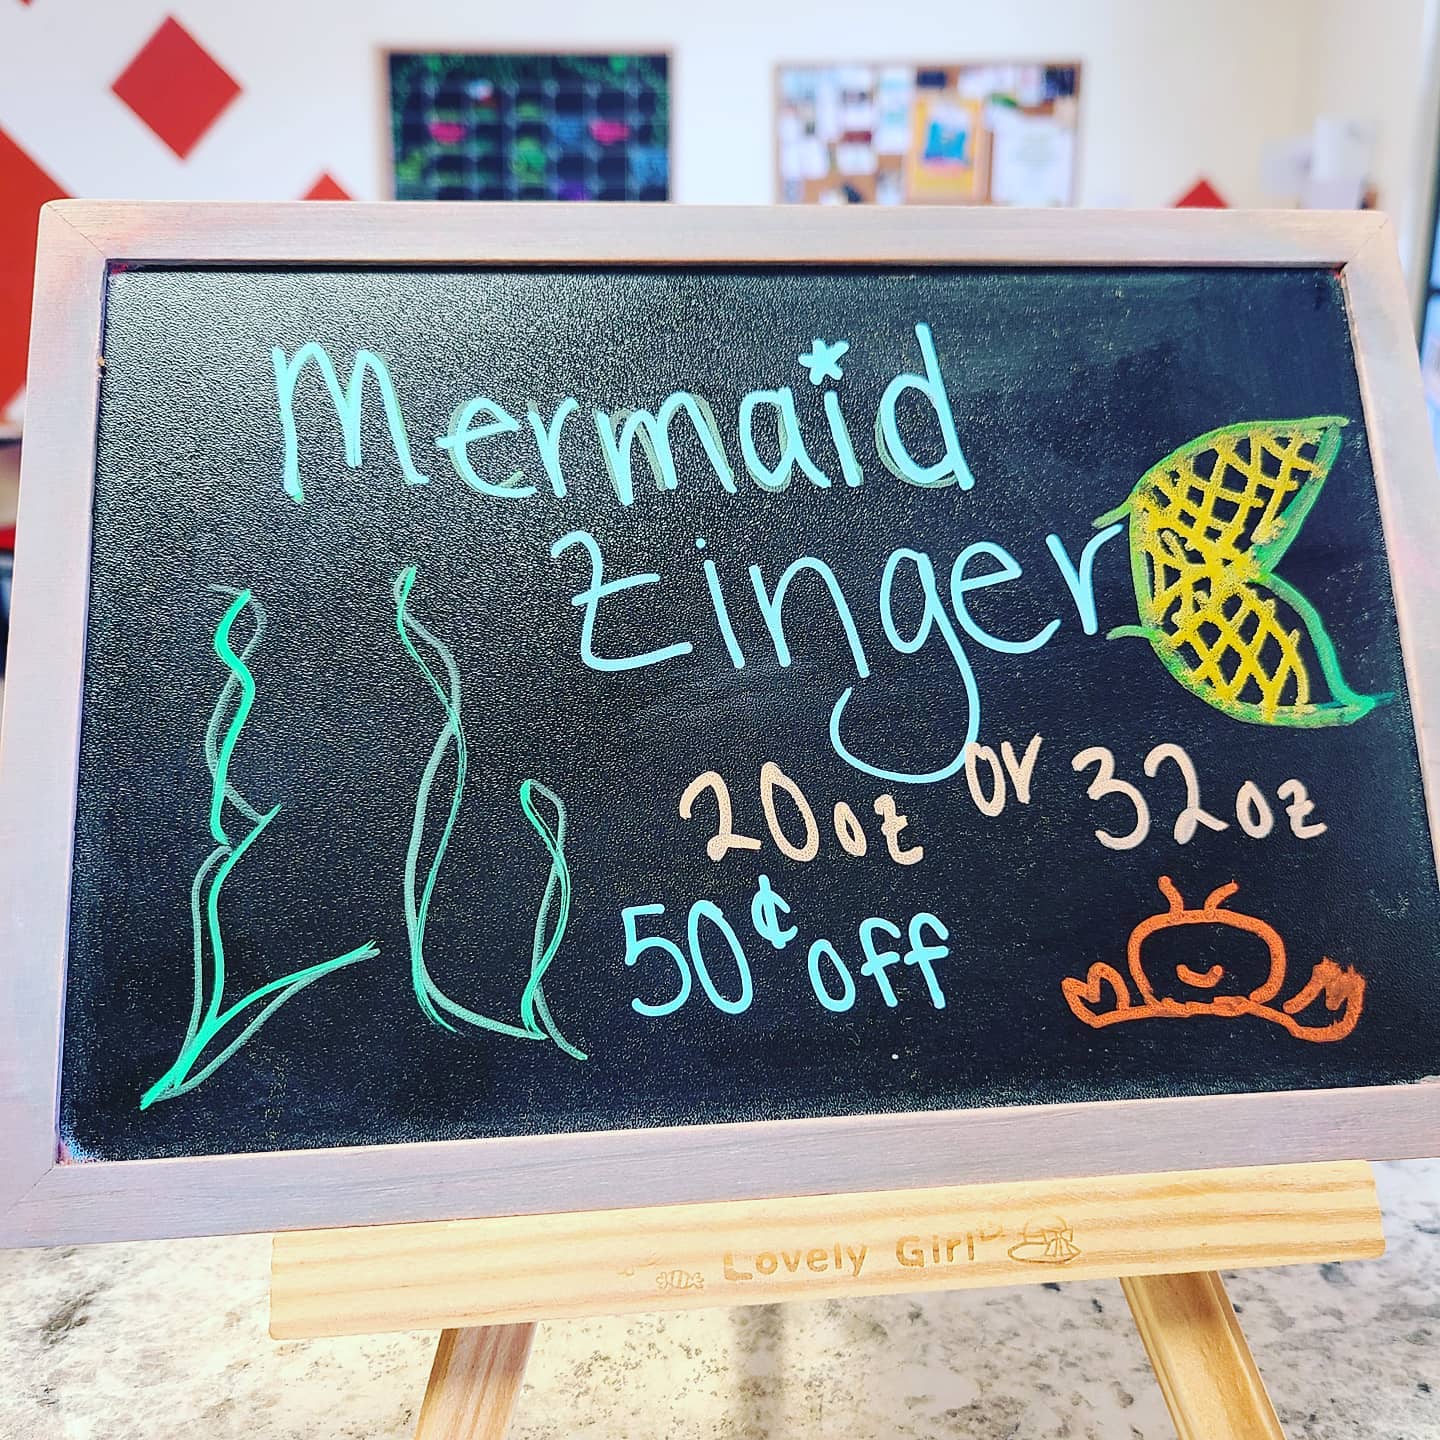 Mermaid
Zinger
20oz or 32oz
50¢ off
Lovely Girl